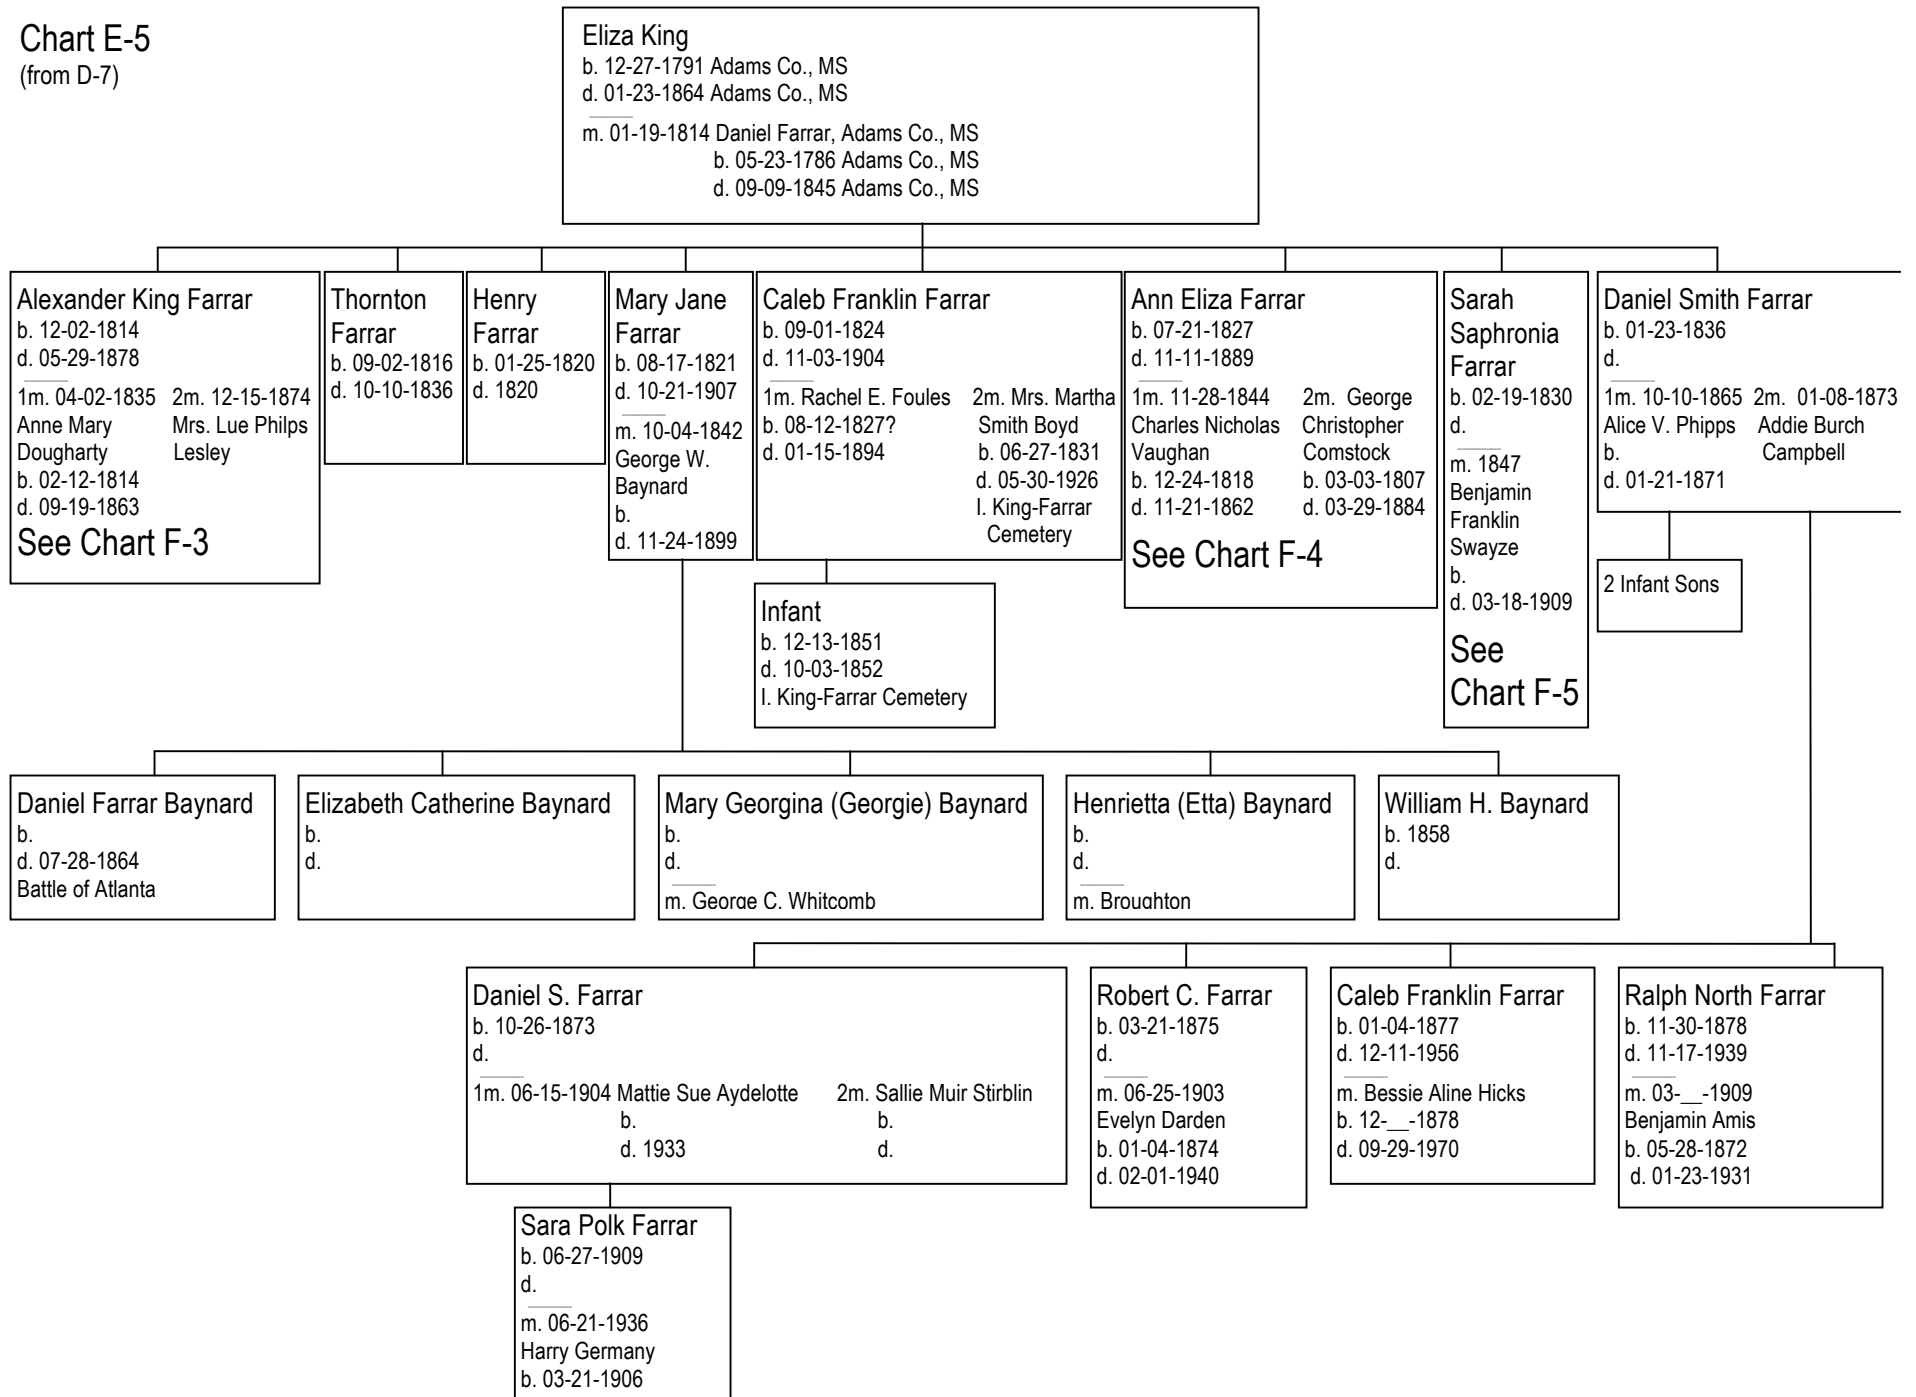 Chart E-5
(from D-7)
Eliza King
b. 12-27-1791 Adams Co., MS
d. 01-23-1864 Adams Co., MS
m. 01-19-1814 Daniel Farrar, Adams Co., MS
b. 05-23-1786 Adams Co., MS
d. 09-09-1845 Adams Co., MS
Alexander King Farrar
b. 12-02-1814
d. 05-29-1878
1m. 04-02-1835
Anne Mary
Dougharty
b. 02-12-1814
d. 09-19-1863
2m. 12-15-1874
Mrs. Lue Philps
Lesley
See Chart F-3
Thornton
Farrar
b. 09-02-1816
d. 10-10-1836
Henry
Farrar
b. 01-25-1820
d. 1820
Mary Jane
Farrar
b. 08-17-1821
d. 10-21-1907
m. 10-04-1842
George W.
Baynard
b.
d. 11-24-1899
Caleb Franklin Farrar
b. 09-01-1824
d. 11-03-1904
1m. Rachel E. Foules
b. 08-12-1827?
d. 01-15-1894
2m. Mrs. Martha
Smith Boyd
b. 06-27-1831
d. 05-30-1926
I. King-Farrar
Cemetery
Ann Eliza Farrar
b. 07-21-1827
d. 11-11-1889
1m. 11-28-1844
Charles Nicholas
Vaughan
b. 12-24-1818
d. 11-21-1862
2m. George
Christopher
Comstock
b. 03-03-1807
d. 03-29-1884
See Chart F-4
Sarah
Saphronia
Farrar
b. 02-19-1830
d.
m. 1847
Benjamin
Franklin
Swayze
b.
d. 03-18-1909
See
Chart F-5
Daniel Smith Farrar
b. 01-23-1836
d.
1m. 10-10-1865
Alice V. Phipps
b.
d. 01-21-1871
2m. 01-08-1873
Addie Burch
Campbell
Infant
b. 12-13-1851
d. 10-03-1852
I. King-Farrar Cemetery
2 Infant Sons
Daniel Farrar Baynard
b.
d. 07-28-1864
Battle of Atlanta
Elizabeth Catherine Baynard
b.
d.
Mary Georgina (Georgie) Baynard
b.
d.
m. George C. Whitcomb
Henrietta (Etta) Baynard
b.
d.
m. Broughton
William H. Baynard
b. 1858
d.
Daniel S. Farrar
b. 10-26-1873
d.
1m. 06-15-1904 Mattie Sue Aydelotte
b.
d. 1933
2m. Sallie Muir Stirblin
b.
d.
Robert C. Farrar
b. 03-21-1875
d.
m. 06-25-1903
Evelyn Darden
b. 01-04-1874
d. 02-01-1940
Caleb Franklin Farrar
b. 01-04-1877
d. 12-11-1956
m. Bessie Aline Hicks
b. 12-__-1878
d. 09-29-1970
Ralph North Farrar
b. 11-30-1878
d. 11-17-1939
m. 03-__-1909
Benjamin Amis
b. 05-28-1872
d. 01-23-1931
Sara Polk Farrar
b. 06-27-1909
d.
m. 06-21-1936
Harry Germany
b. 03-21-1906